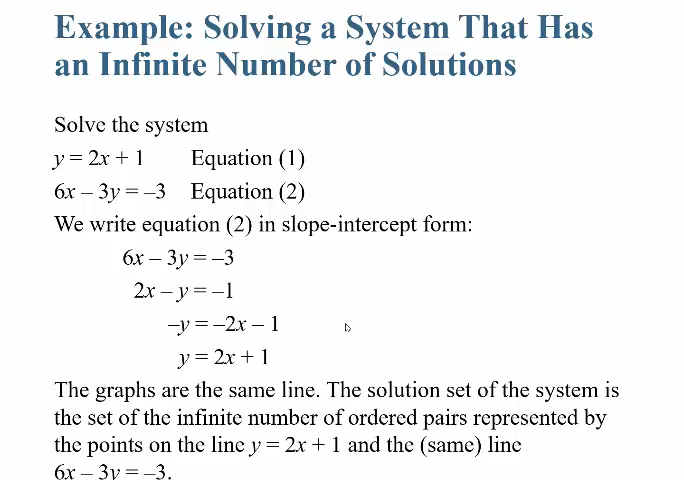 Example: Solving a System That Has
an Infinite Number of Solutions
Solve the system
y = 2x + 1 Equation (1)
6x – 3y = –3 Equation (2)
We write equation (2) in slope-intercept form:
6x – 3y = –3
2x – y = –1
–y = –2x – 1
y = 2x + 1
The graphs are the same line. The solution set of the system is
the set of the infinite number of ordered pairs represented by
the points on the line y = 2x + 1 and the (same) line
6x – 3y = –3.